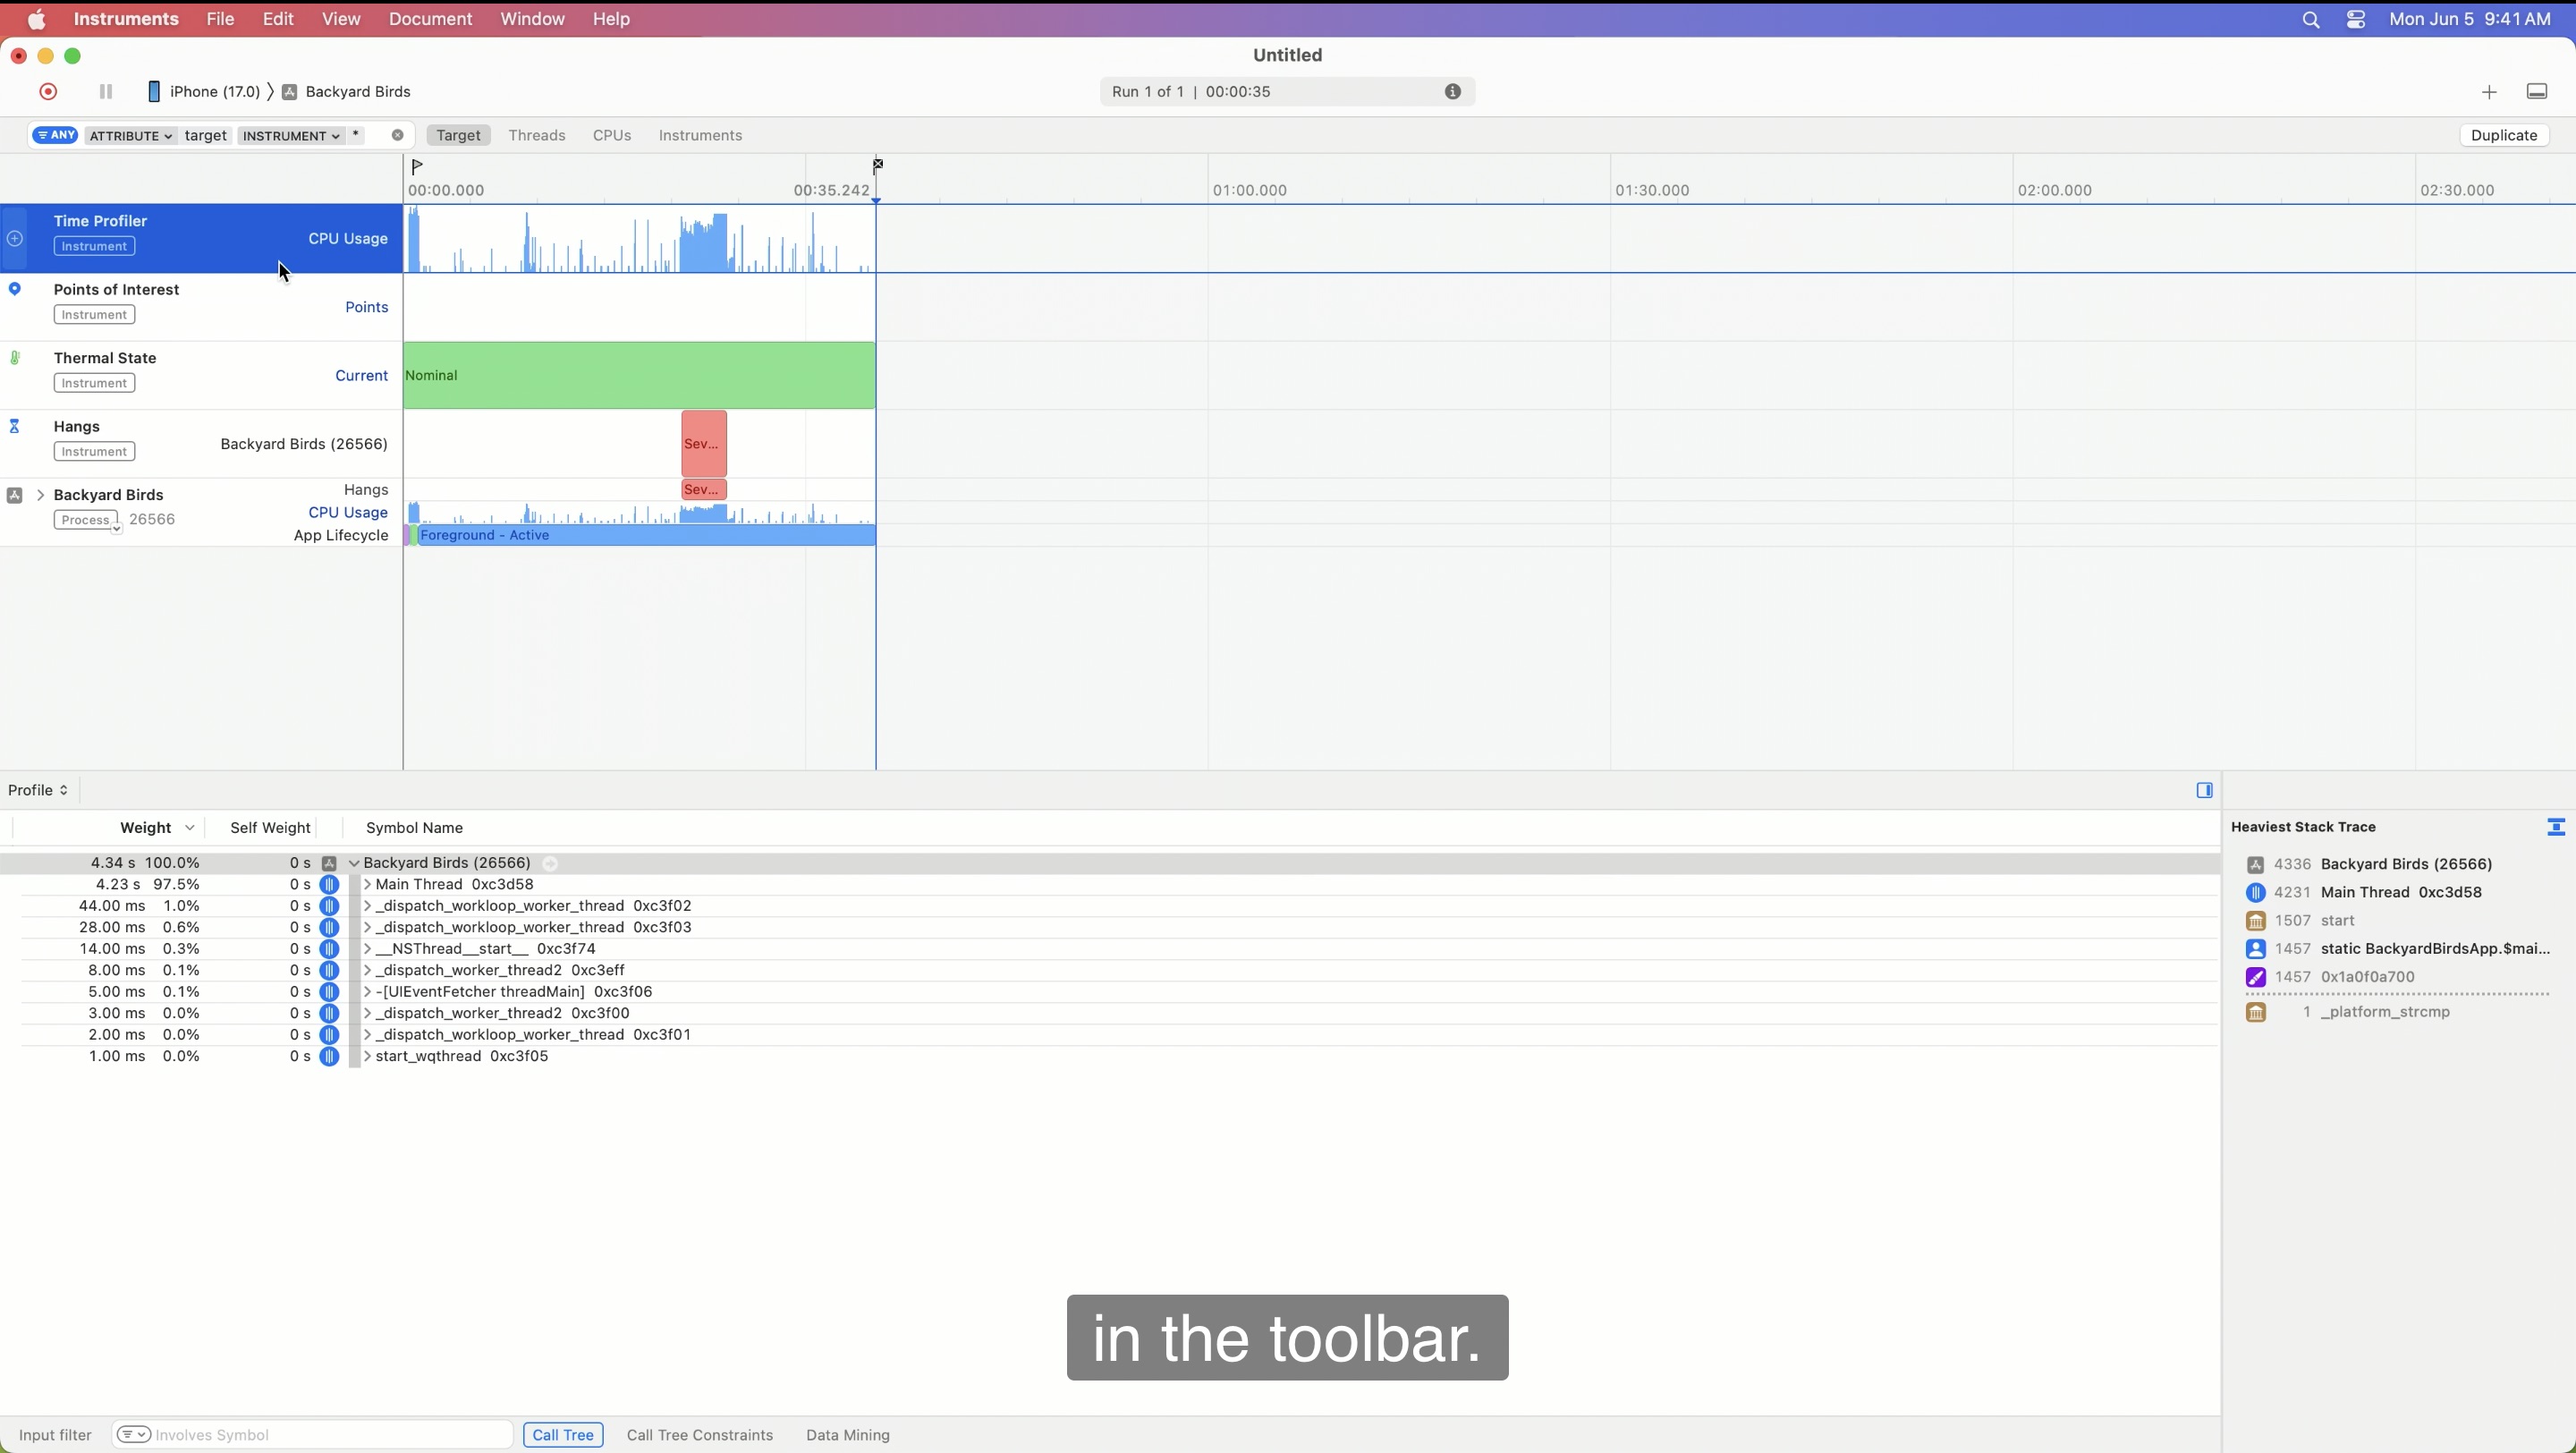 Instruments File Edit View Document Window Help Mon Jun 5 9:41 AM
Untitled
iPhone (17.0) Backyard Birds Run 1 of 1 | 00:00:35
ANY ATTRIBUTE target INSTRUMENT * Target Threads CPUs Instruments Duplicate
00:00.000 00:35.242 01:00.000 01:30.000 02:00.000 02:30.000
Time Profiler
Instrument
CPU Usage
Points of Interest
Instrument
Points
Thermal State
Instrument
Current
Nominal
Hangs
Instrument
Backyard Birds (26566)
Sev...
Backyard Birds
Process 26566
Hangs
Sev...
CPU Usage
App Lifecycle
Foreground - Active
Profile
Weight Self Weight Symbol Name
4.34 s 100.0% 0 s Backyard Birds (26566)
4.23 s 97.5% 0 s Main Thread 0xc3d58
44.00 ms 1.0% 0 s _dispatch_workloop_worker_thread 0xc3f02
28.00 ms 0.6% 0 s _dispatch_workloop_worker_thread 0xc3f03
14.00 ms 0.3% 0 s __NSThread__start__ 0xc3f74
8.00 ms 0.1% 0 s _dispatch_worker_thread2 0xc3eff
5.00 ms 0.1% 0 s -[UIEventFetcher threadMain] 0xc3f06
3.00 ms 0.0% 0 s _dispatch_worker_thread2 0xc3f00
2.00 ms 0.0% 0 s _dispatch_workloop_worker_thread 0xc3f01
1.00 ms 0.0% 0 s start_wqthread 0xc3f05
Heaviest Stack Trace
4336 Backyard Birds (26566)
4231 Main Thread 0xc3d58
1507 start
1457 static BackyardBirdsApp.$mai...
1457 0x1a0f0a700
1 _platform_strcmp
in the toolbar.
Input filter Involves Symbol Call Tree Call Tree Constraints Data Mining